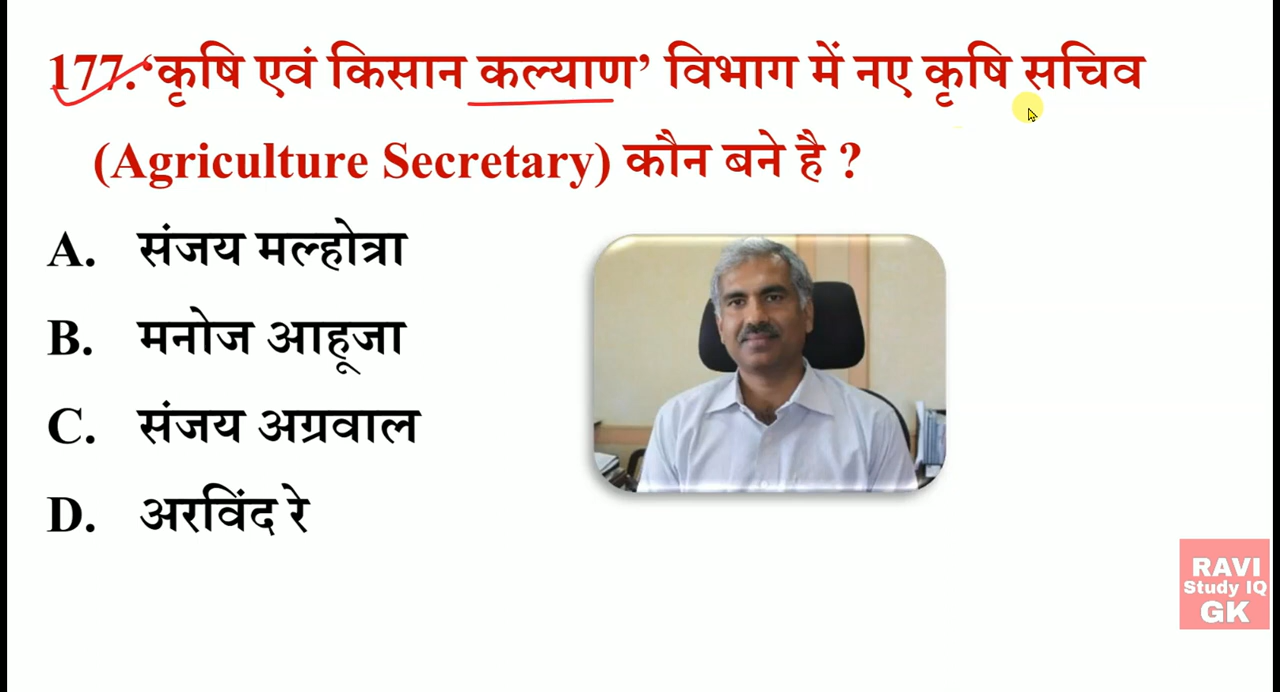 177. ‘कृषि एवं किसान कल्याण’ विभाग में नए कृषि सचिव
(Agriculture Secretary) कौन बने है ?
A. संजय मल्होत्रा
B. मनोज आहूजा
C. संजय अग्रवाल
D. अरविंद रे
RAVI
Study IQ
GK